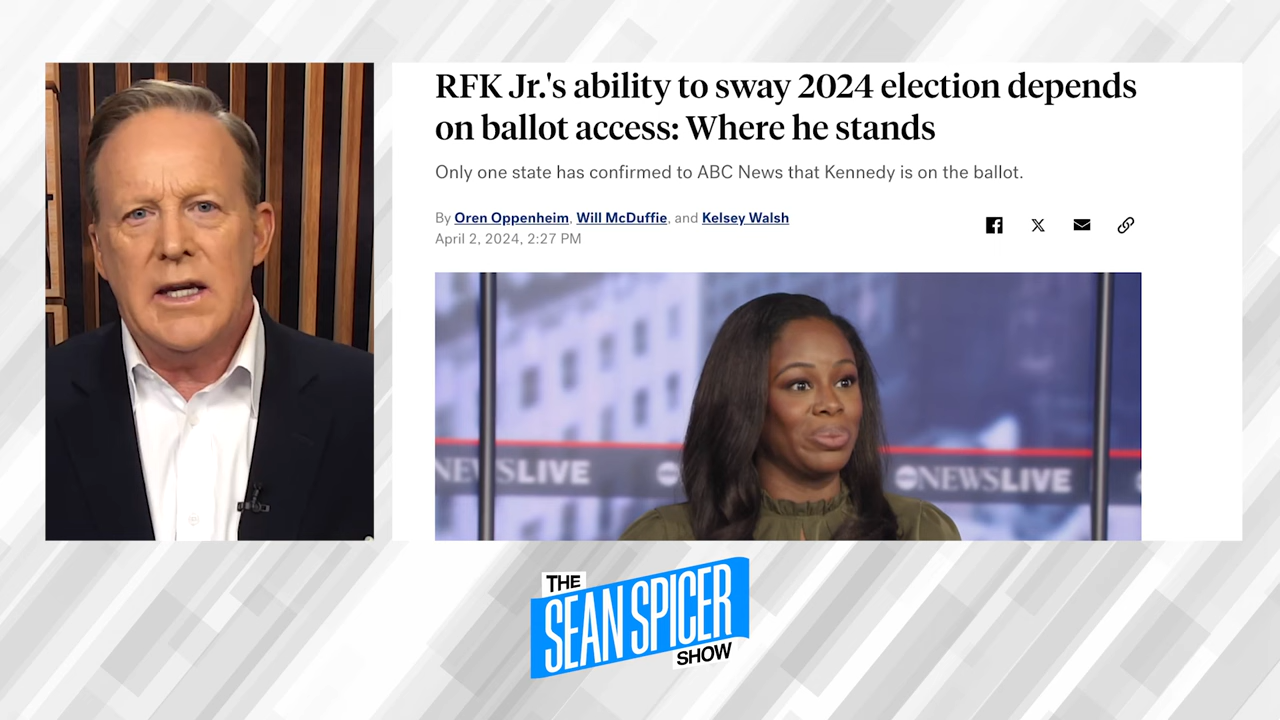 RFK Jr.'s ability to sway 2024 election depends
on ballot access: Where he stands
Only one state has confirmed to ABC News that Kennedy is on the ballot.
By Oren Oppenheim, Will McDuffie, and Kelsey Walsh
April 2, 2024, 2:27 PM
NEWSLIVE
NEWSLIVE
THE
SEAN SPICER
SHOW